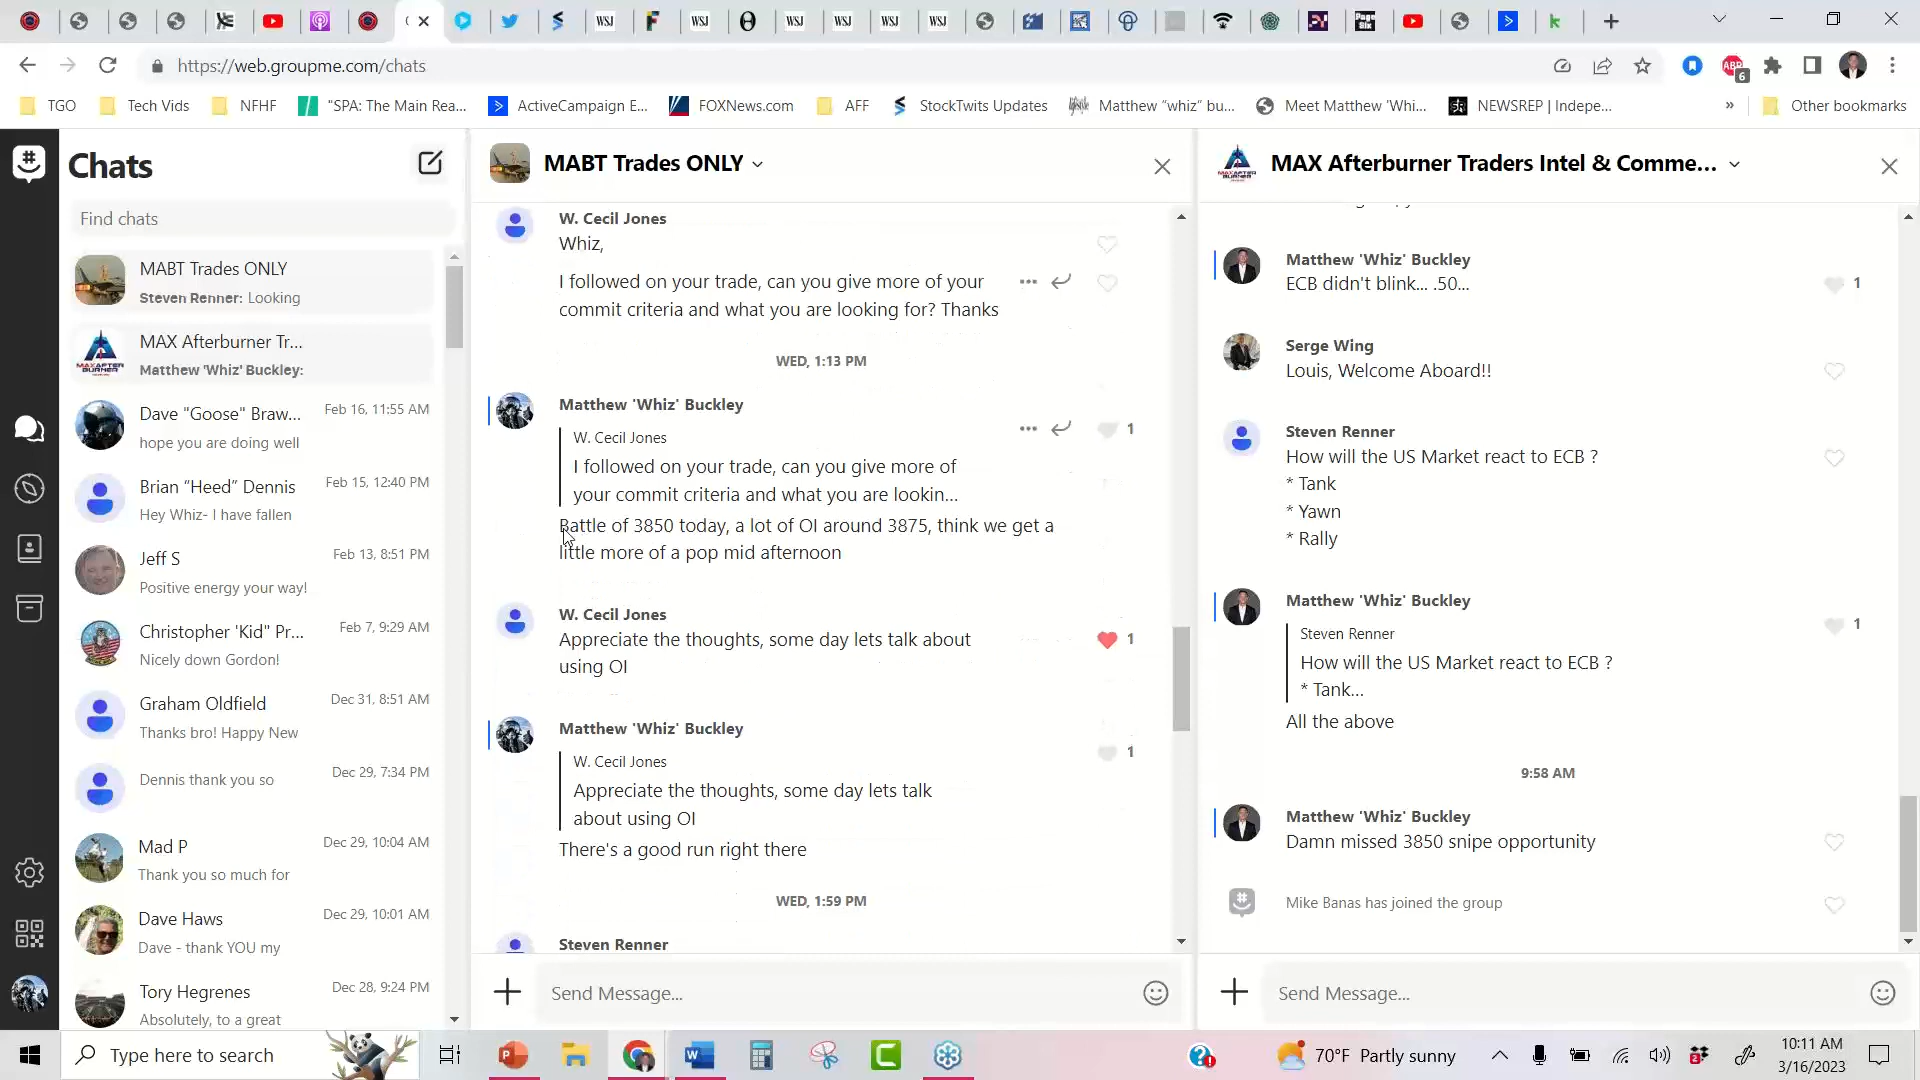 https://web.groupme.com/chats
TGO
Tech Vids
NFHF
"SPA: The Main Rea...
ActiveCampaign E...
FOXNews.com
AFF
StockTwits Updates
Matthew "whiz" bu...
Meet Matthew 'Whi...
NEWSREP | Indepe...
»
Other bookmarks
Chats
Find chats
MABT Trades ONLY
Steven Renner: Looking
MAX Afterburner Tr...
Matthew 'Whiz' Buckley:
Dave "Goose" Braw...
Feb 16, 11:55 AM
hope you are doing well
Brian “Heed” Dennis
Feb 15, 12:40 PM
Hey Whiz- I have fallen
Jeff S
Feb 13, 8:51 PM
Positive energy your way!
Christopher 'Kid" Pr...
Feb 7, 9:29 AM
Nicely down Gordon!
Graham Oldfield
Dec 31, 8:51 AM
Thanks bro! Happy New
Dec 29, 7:34 PM
Dennis thank you so
Mad P
Dec 29, 10:04 AM
Thank you so much for
Dave Haws
Dec 29, 10:01 AM
Dave - thank YOU my
Tory Hegrenes
Dec 28, 9:24 PM
Absolutely, to a great
MABT Trades ONLY
W. Cecil Jones
Whiz,
I followed on your trade, can you give more of your
commit criteria and what you are looking for? Thanks
WED, 1:13 PM
Matthew 'Whiz' Buckley
W. Cecil Jones
1
I followed on your trade, can you give more of
your commit criteria and what you are lookin...
Battle of 3850 today, a lot of OI around 3875, think we get a
little more of a pop mid afternoon
W. Cecil Jones
Appreciate the thoughts, some day lets talk about
using OI
1
Matthew 'Whiz' Buckley
W. Cecil Jones
1
Appreciate the thoughts, some day lets talk
about using OI
There's a good run right there
WED, 1:59 PM
Steven Renner
Send Message...
MAX Afterburner Traders Intel & Comme...
Matthew 'Whiz' Buckley
ECB didn't blink... .50...
1
Serge Wing
Louis, Welcome Aboard!!
Steven Renner
How will the US Market react to ECB ?
* Tank
* Yawn
* Rally
Matthew 'Whiz' Buckley
Steven Renner
1
How will the US Market react to ECB ?
* Tank...
All the above
9:58 AM
Matthew 'Whiz' Buckley
Damn missed 3850 snipe opportunity
Mike Banas has joined the group
Send Message...
Type here to search
70°F Partly sunny
10:11 AM
3/16/2023